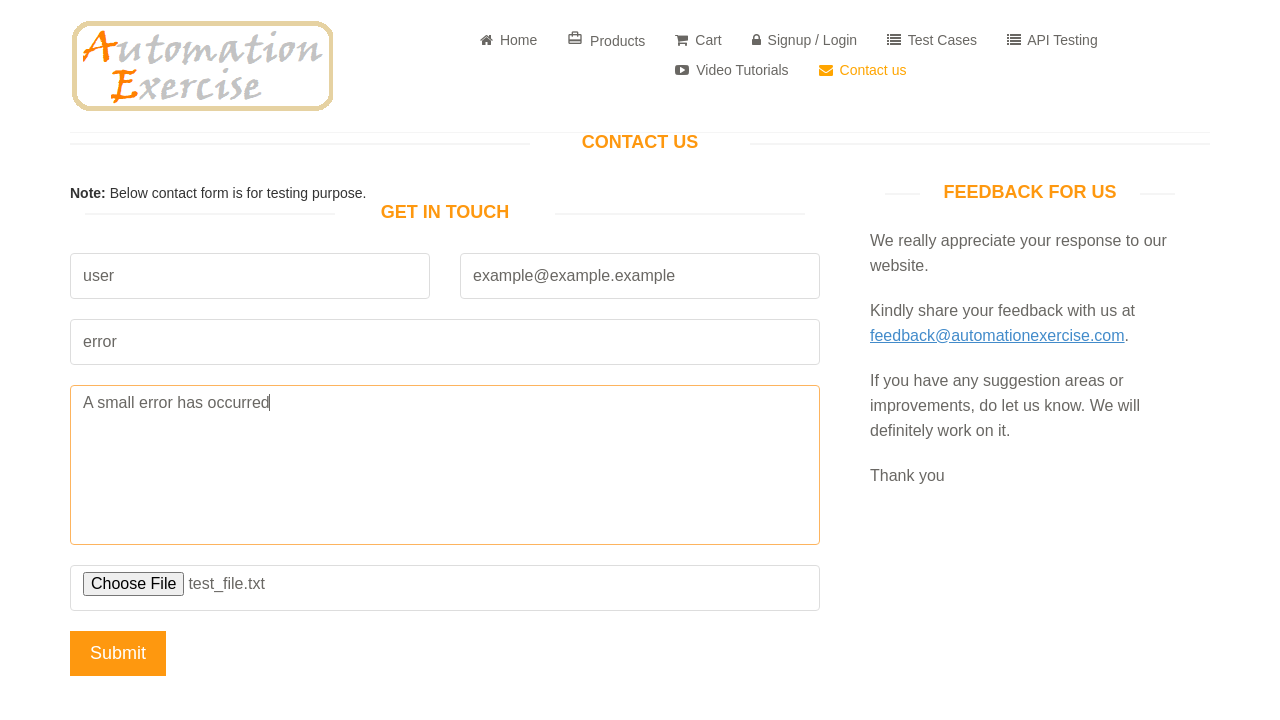 Automation
Exercise
Home Products Cart Signup / Login Test Cases API Testing
Video Tutorials Contact us
CONTACT US
Note: Below contact form is for testing purpose.
GET IN TOUCH
user example@example.example
error
A small error has occurred
Choose File test_file.txt
Submit
FEEDBACK FOR US
We really appreciate your response to our
website.
Kindly share your feedback with us at
feedback@automationexercise.com.
If you have any suggestion areas or
improvements, do let us know. We will
definitely work on it.
Thank you